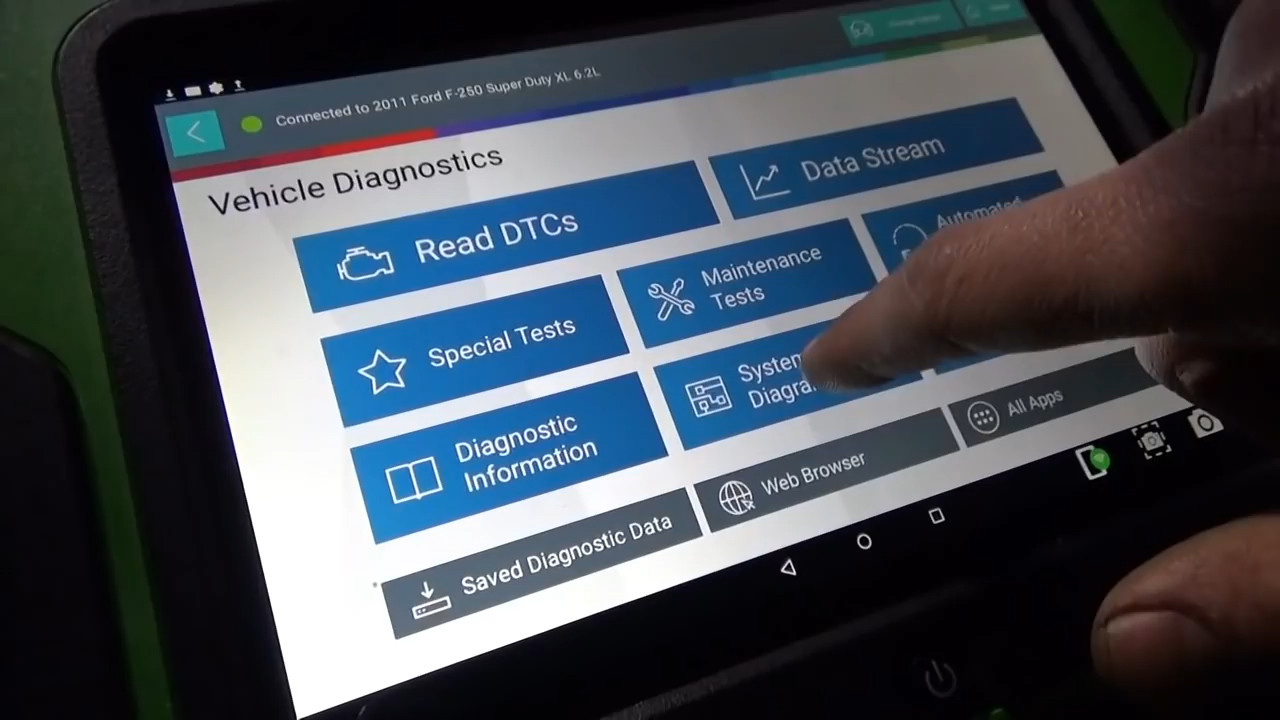 Connected to 2011 Ford F-250 Super Duty XL 6.2L
Vehicle Diagnostics
Read DTCs
Data Stream
Special Tests
Maintenance
Tests
Automated
Diagnostic
Information
Saved Diagnostic Data
Web Browser
All Apps